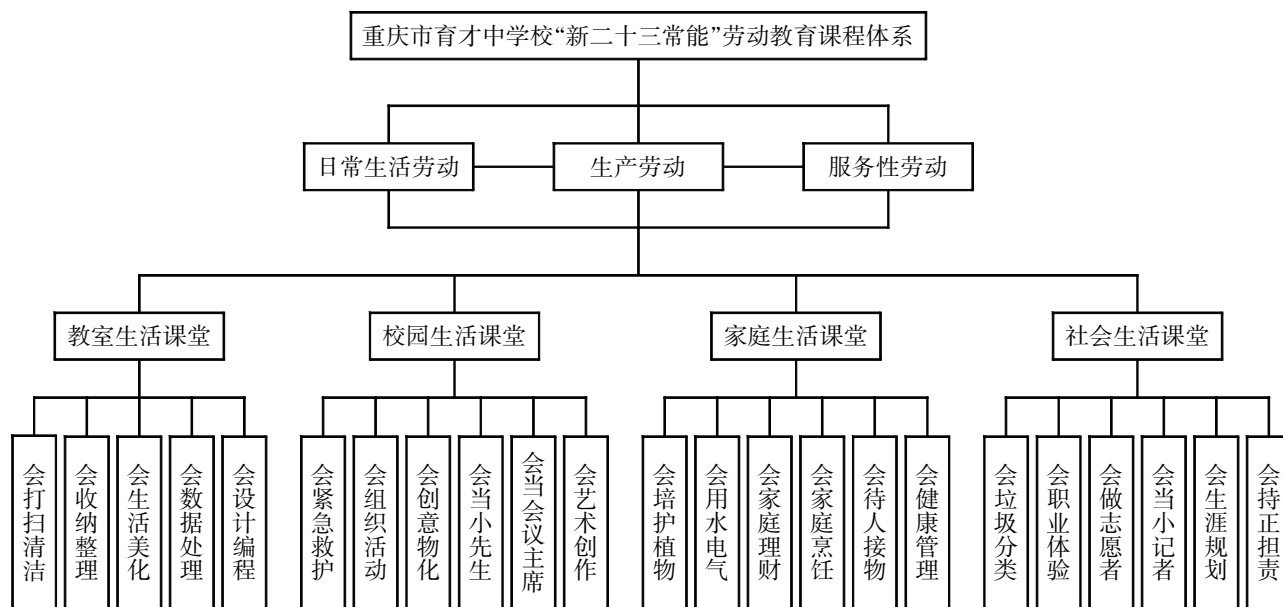 重庆市育才中学校“新二十三常能”劳动教育课程体系
日常生活劳动
生产劳动
服务性劳动
教室生活课堂
校园生活课堂
家庭生活课堂
社会生活课堂
会打扫清洁
会收纳整理
会生活美化
会数据处理
会设计编程
会紧急救护
会组织活动
会创意物化
会当小先生
会当会议主席
会艺术创作
会培护植物
会用水电气
会家庭理财
会家庭烹饪
会待人接物
会健康管理
会垃圾分类
会职业体验
会做志愿者
会当小记者
会生涯规划
会持正担责